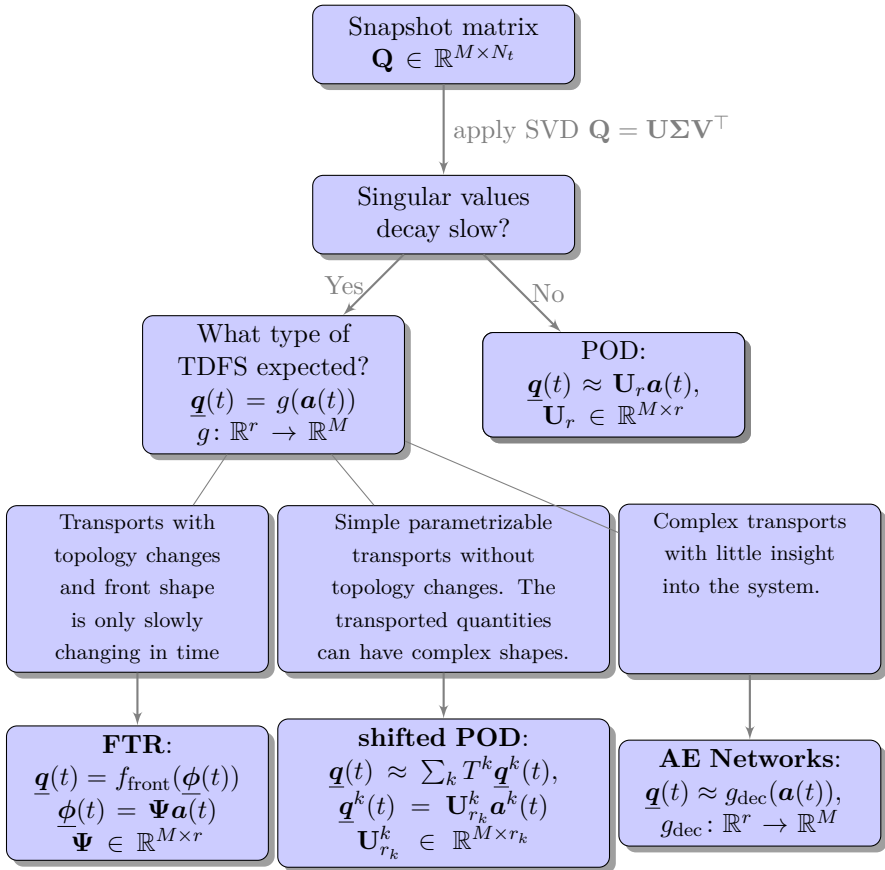 Snapshot matrix
𝐐 ∈ ℝ^{M×N_t}
apply SVD 𝐐 = 𝐔𝚺𝐕^⊤
Singular values
decay slow?
Yes
No
What type of
TDFS expected?
q̲(t) = g(a(t))
g: ℝ^r → ℝ^M
POD:
q̲(t) ≈ 𝐔_r a(t),
𝐔_r ∈ ℝ^{M×r}
Transports with
topology changes
and front shape
is only slowly
changing in time
Simple parametrizable
transports without
topology changes. The
transported quantities
can have complex shapes.
Complex transports
with little insight
into the system.
FTR:
q̲(t) = f_front(ϕ̲(t))
ϕ̲(t) = 𝚿a(t)
𝚿 ∈ ℝ^{M×r}
shifted POD:
q̲(t) ≈ ∑_k T^k q̲^k(t),
q̲^k(t) = 𝐔^k_{r_k} a^k(t)
𝐔^k_{r_k} ∈ ℝ^{M×r_k}
AE Networks:
q̲(t) ≈ g_dec(a(t)),
g_dec: ℝ^r → ℝ^M